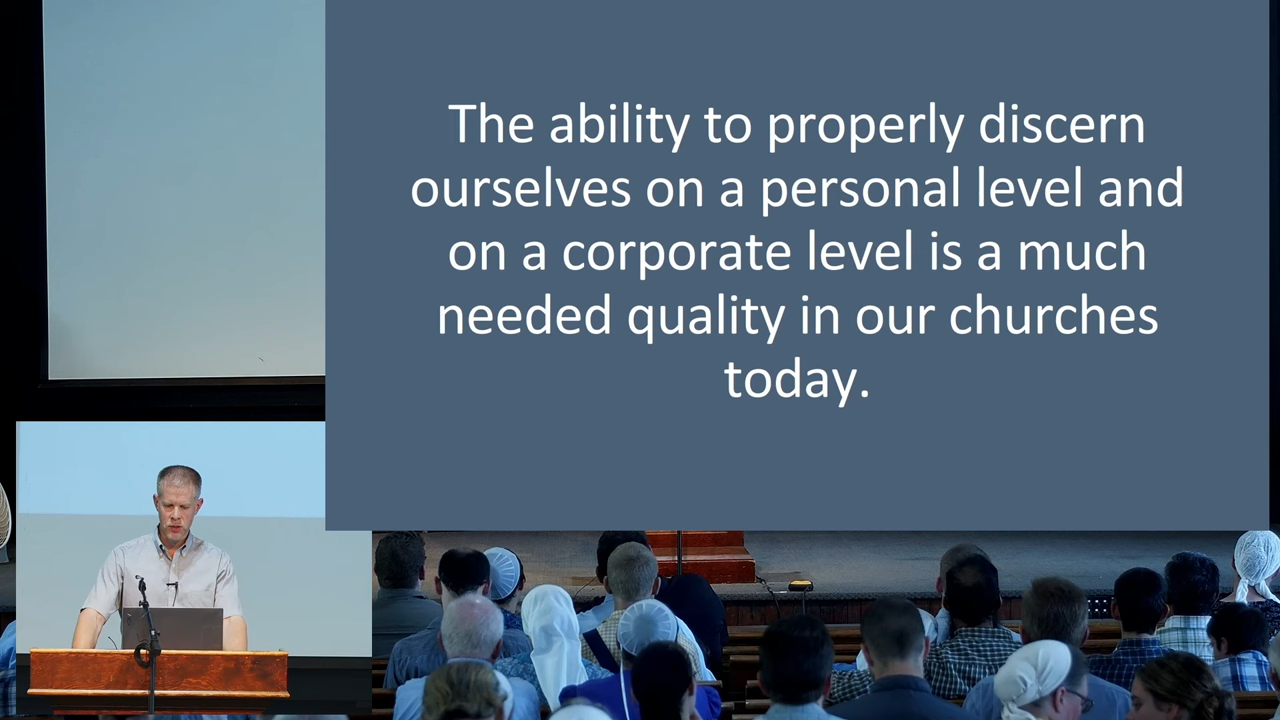 The ability to properly discern
ourselves on a personal level and
on a corporate level is a much
needed quality in our churches
today.